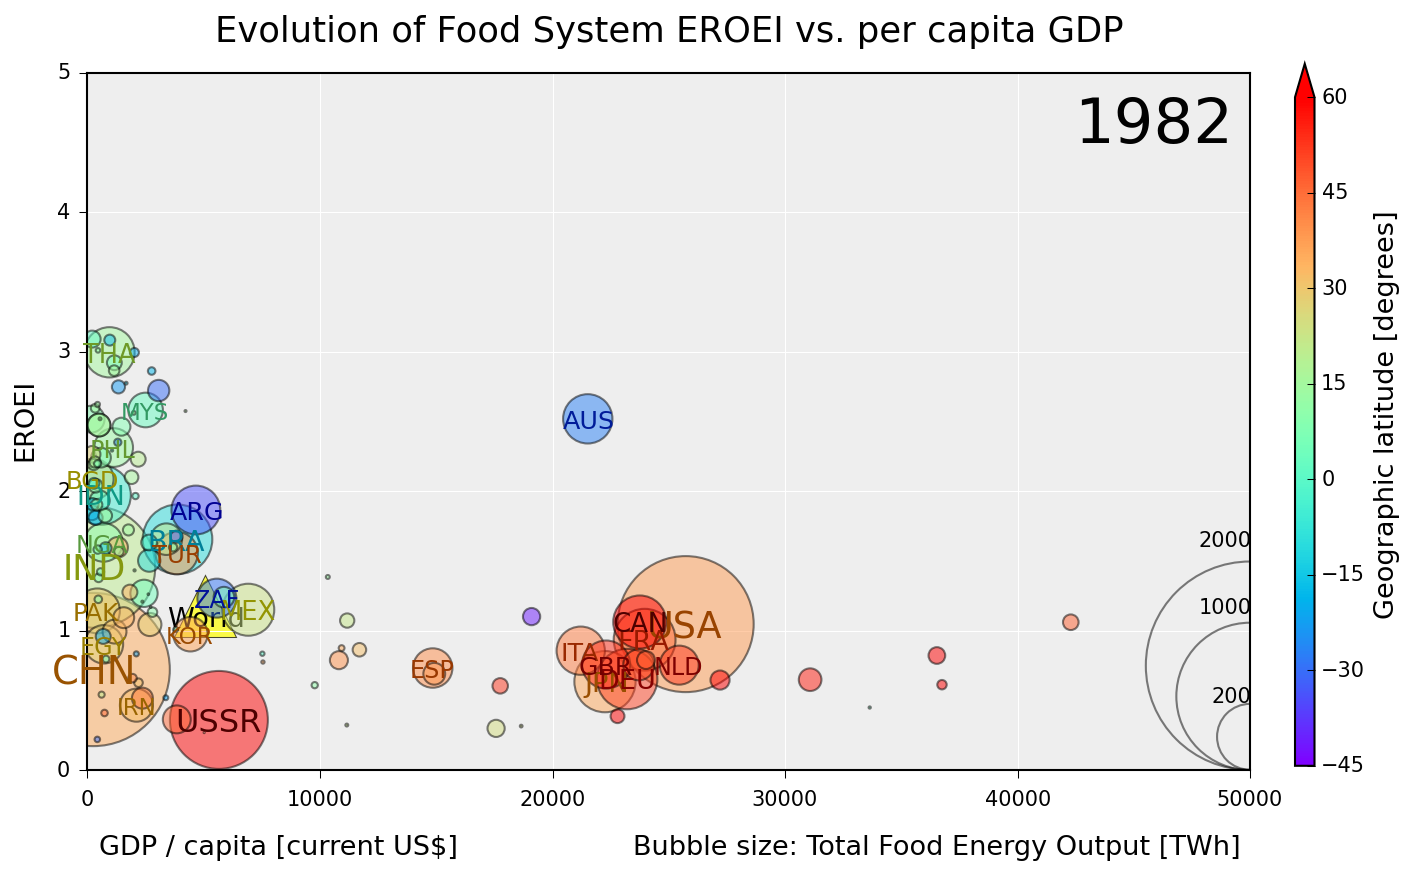 Evolution of Food System EROEI vs. per capita GDP
1982
5
4
3
2
1
0
EROEI
THA
MYS
AUS
PHL
BGD
IDN
ARG
NGA
BRA
TUR
IND
ZAF
PAK
World
MEX
CAN
USA
KOR
FRA
EGY
ITA
CHN
ESP
GBR
NLD
DEU
JPN
IRN
USSR
2000
1000
200
0
10000
20000
30000
40000
50000
GDP / capita [current US$]
Bubble size: Total Food Energy Output [TWh]
60
45
30
15
0
−15
−30
−45
Geographic latitude [degrees]